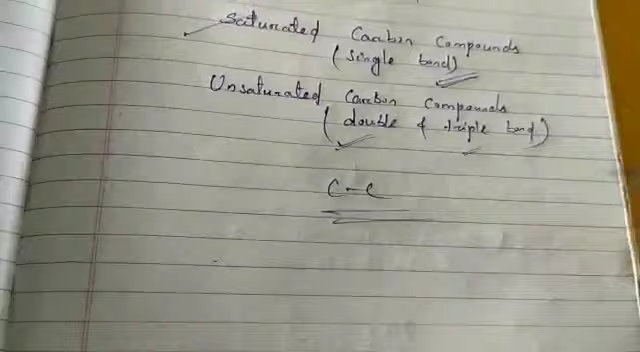 Saturated Carbon Compounds
(single bond)
Unsaturated Carbon Compounds
(double & triple bond)
C-C